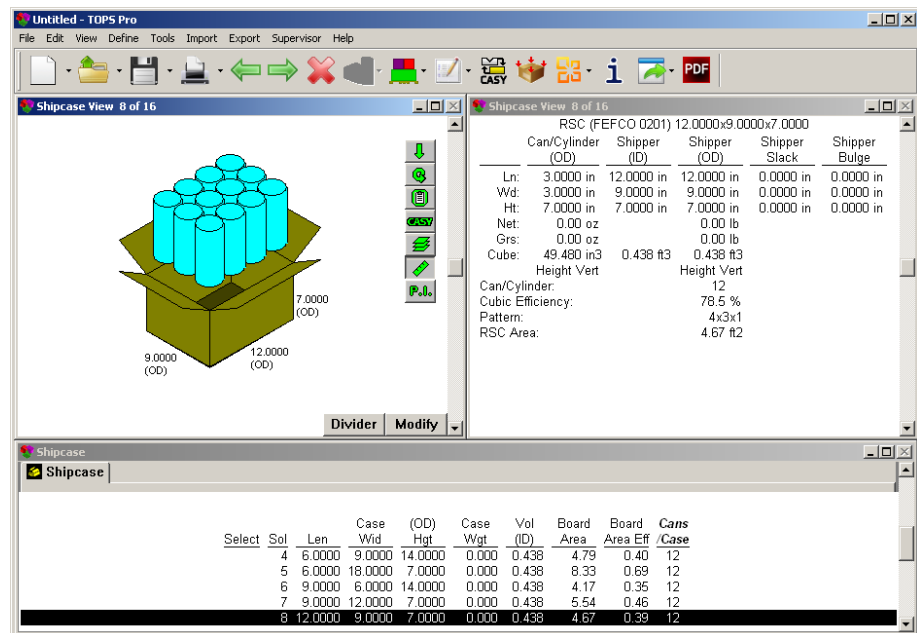 Untitled - TOPS Pro
File Edit View Define Tools Import Export Supervisor Help
CASY
PDF
Shipcase View 8 of 16
CASY
P.I.
7.0000
(OD)
12.0000
(OD)
9.0000
(OD)
Divider Modify
Shipcase View 8 of 16
RSC (FEFCO 0201) 12.0000x9.0000x7.0000
Can/Cylinder Shipper Shipper Shipper Shipper
(OD) (ID) (OD) Slack Bulge
Ln: 3.0000 in 12.0000 in 12.0000 in 0.0000 in 0.0000 in
Wd: 3.0000 in 9.0000 in 9.0000 in 0.0000 in 0.0000 in
Ht: 7.0000 in 7.0000 in 7.0000 in 0.0000 in 0.0000 in
Net: 0.00 oz 0.00 lb
Grs: 0.00 oz 0.00 lb
Cube: 49.480 in3 0.438 ft3 0.438 ft3
Height Vert Height Vert
Can/Cylinder: 12
Cubic Efficiency: 78.5 %
Pattern: 4x3x1
RSC Area: 4.67 ft2
Shipcase
Shipcase
Case (OD) Case Vol Board Board Cans
Select Sol Len Wid Hgt Wgt (ID) Area Area Eff /Case
4 6.0000 9.0000 14.0000 0.000 0.438 4.79 0.40 12
5 6.0000 18.0000 7.0000 0.000 0.438 8.33 0.69 12
6 9.0000 6.0000 14.0000 0.000 0.438 4.17 0.35 12
7 9.0000 12.0000 7.0000 0.000 0.438 5.54 0.46 12
8 12.0000 9.0000 7.0000 0.000 0.438 4.67 0.39 12